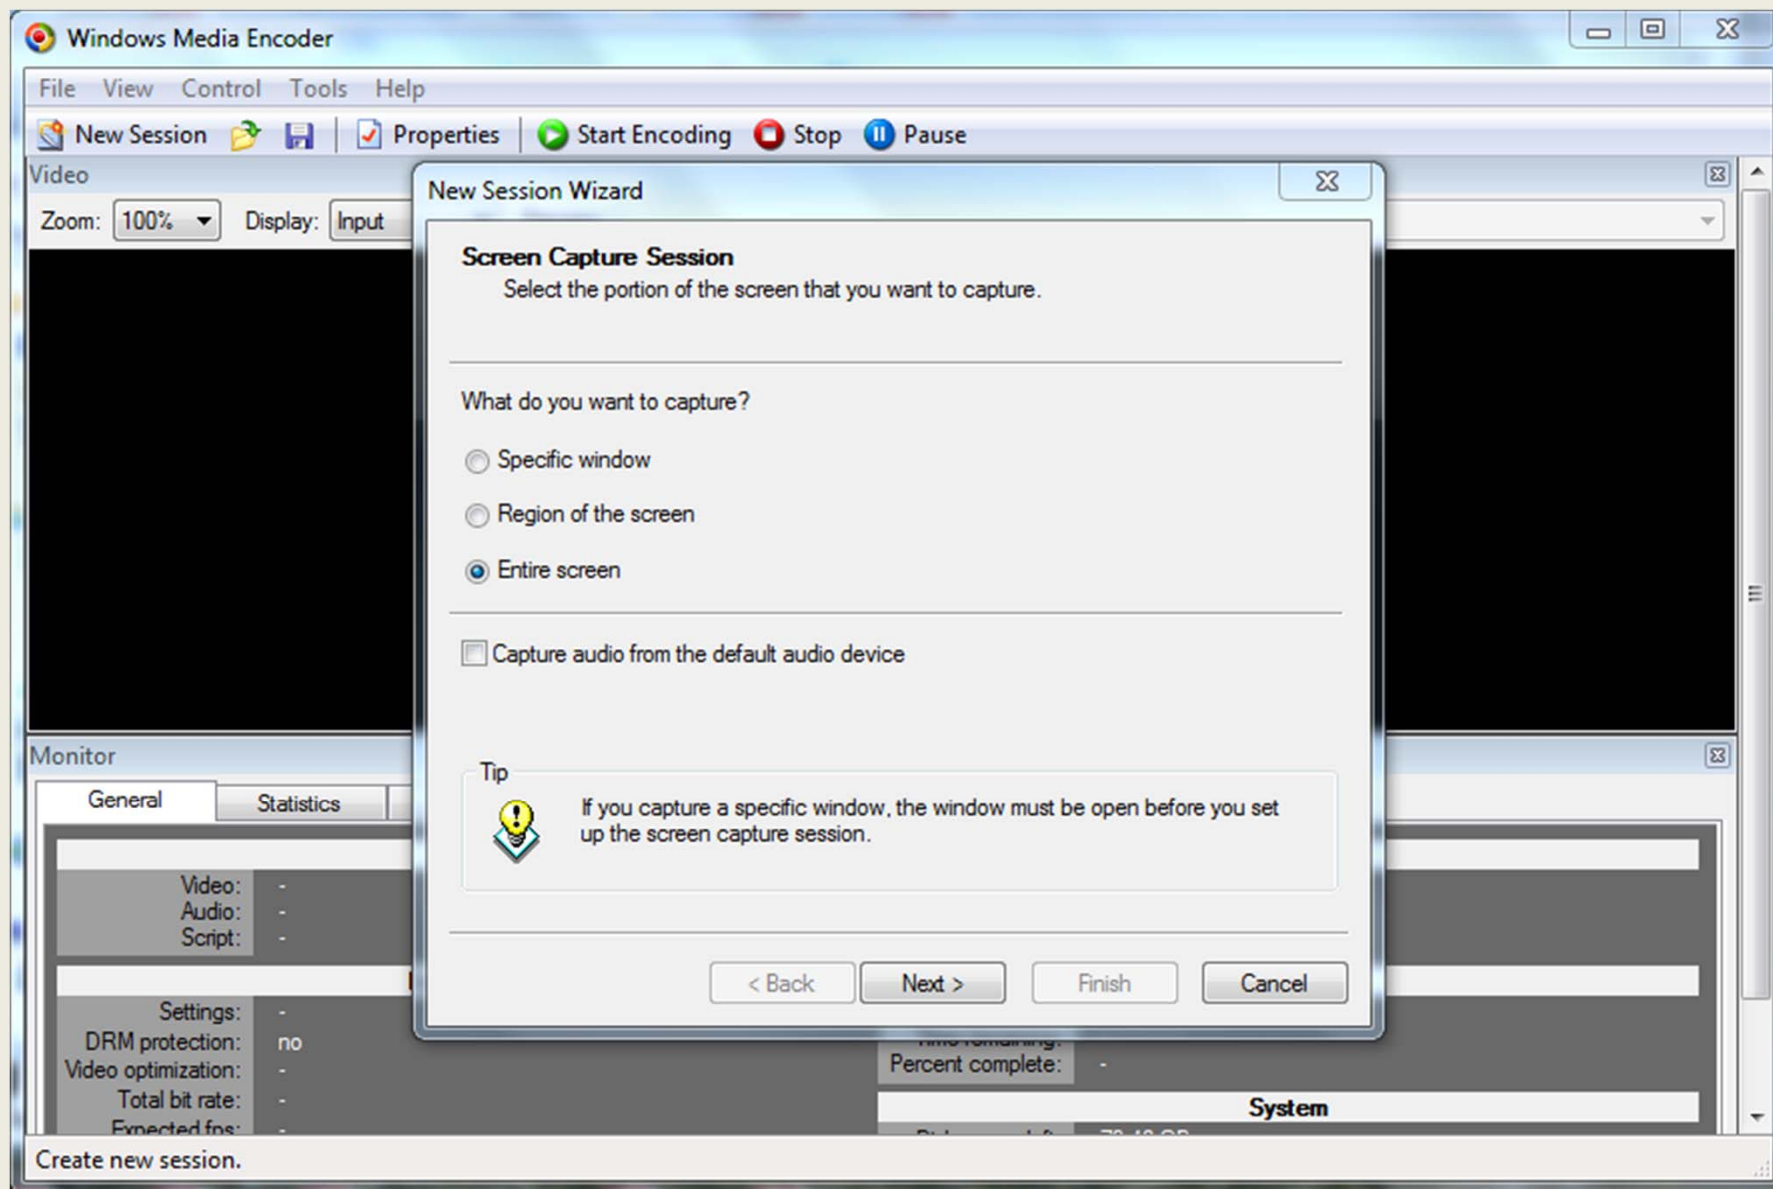 Windows Media Encoder
File View Control Tools Help
New Session Properties Start Encoding Stop Pause
Video
Zoom: 100% Display: Input
New Session Wizard
Screen Capture Session
Select the portion of the screen that you want to capture.
What do you want to capture?
Specific window
Region of the screen
Entire screen
Capture audio from the default audio device
Tip
If you capture a specific window, the window must be open before you set
up the screen capture session.
< Back Next > Finish Cancel
Monitor
General Statistics
Video: -
Audio: -
Script: -
Settings: -
DRM protection: no
Video optimization: -
Total bit rate: -
Expected fps: -
Time remaining:
Percent complete: -
System
Create new session.